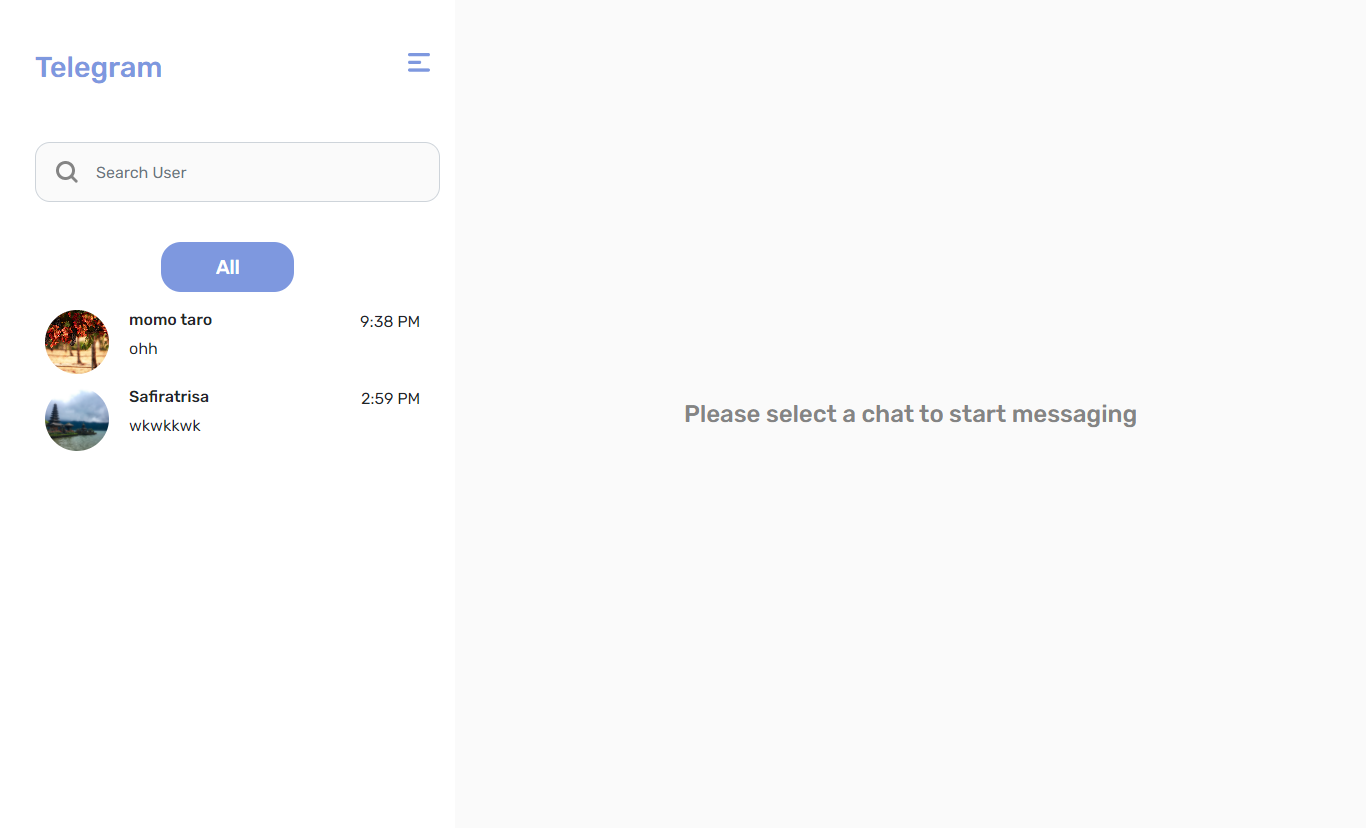 Telegram
Search User
All
momo taro
9:38 PM
ohh
Safiratrisa
2:59 PM
wkwkkwk
Please select a chat to start messaging